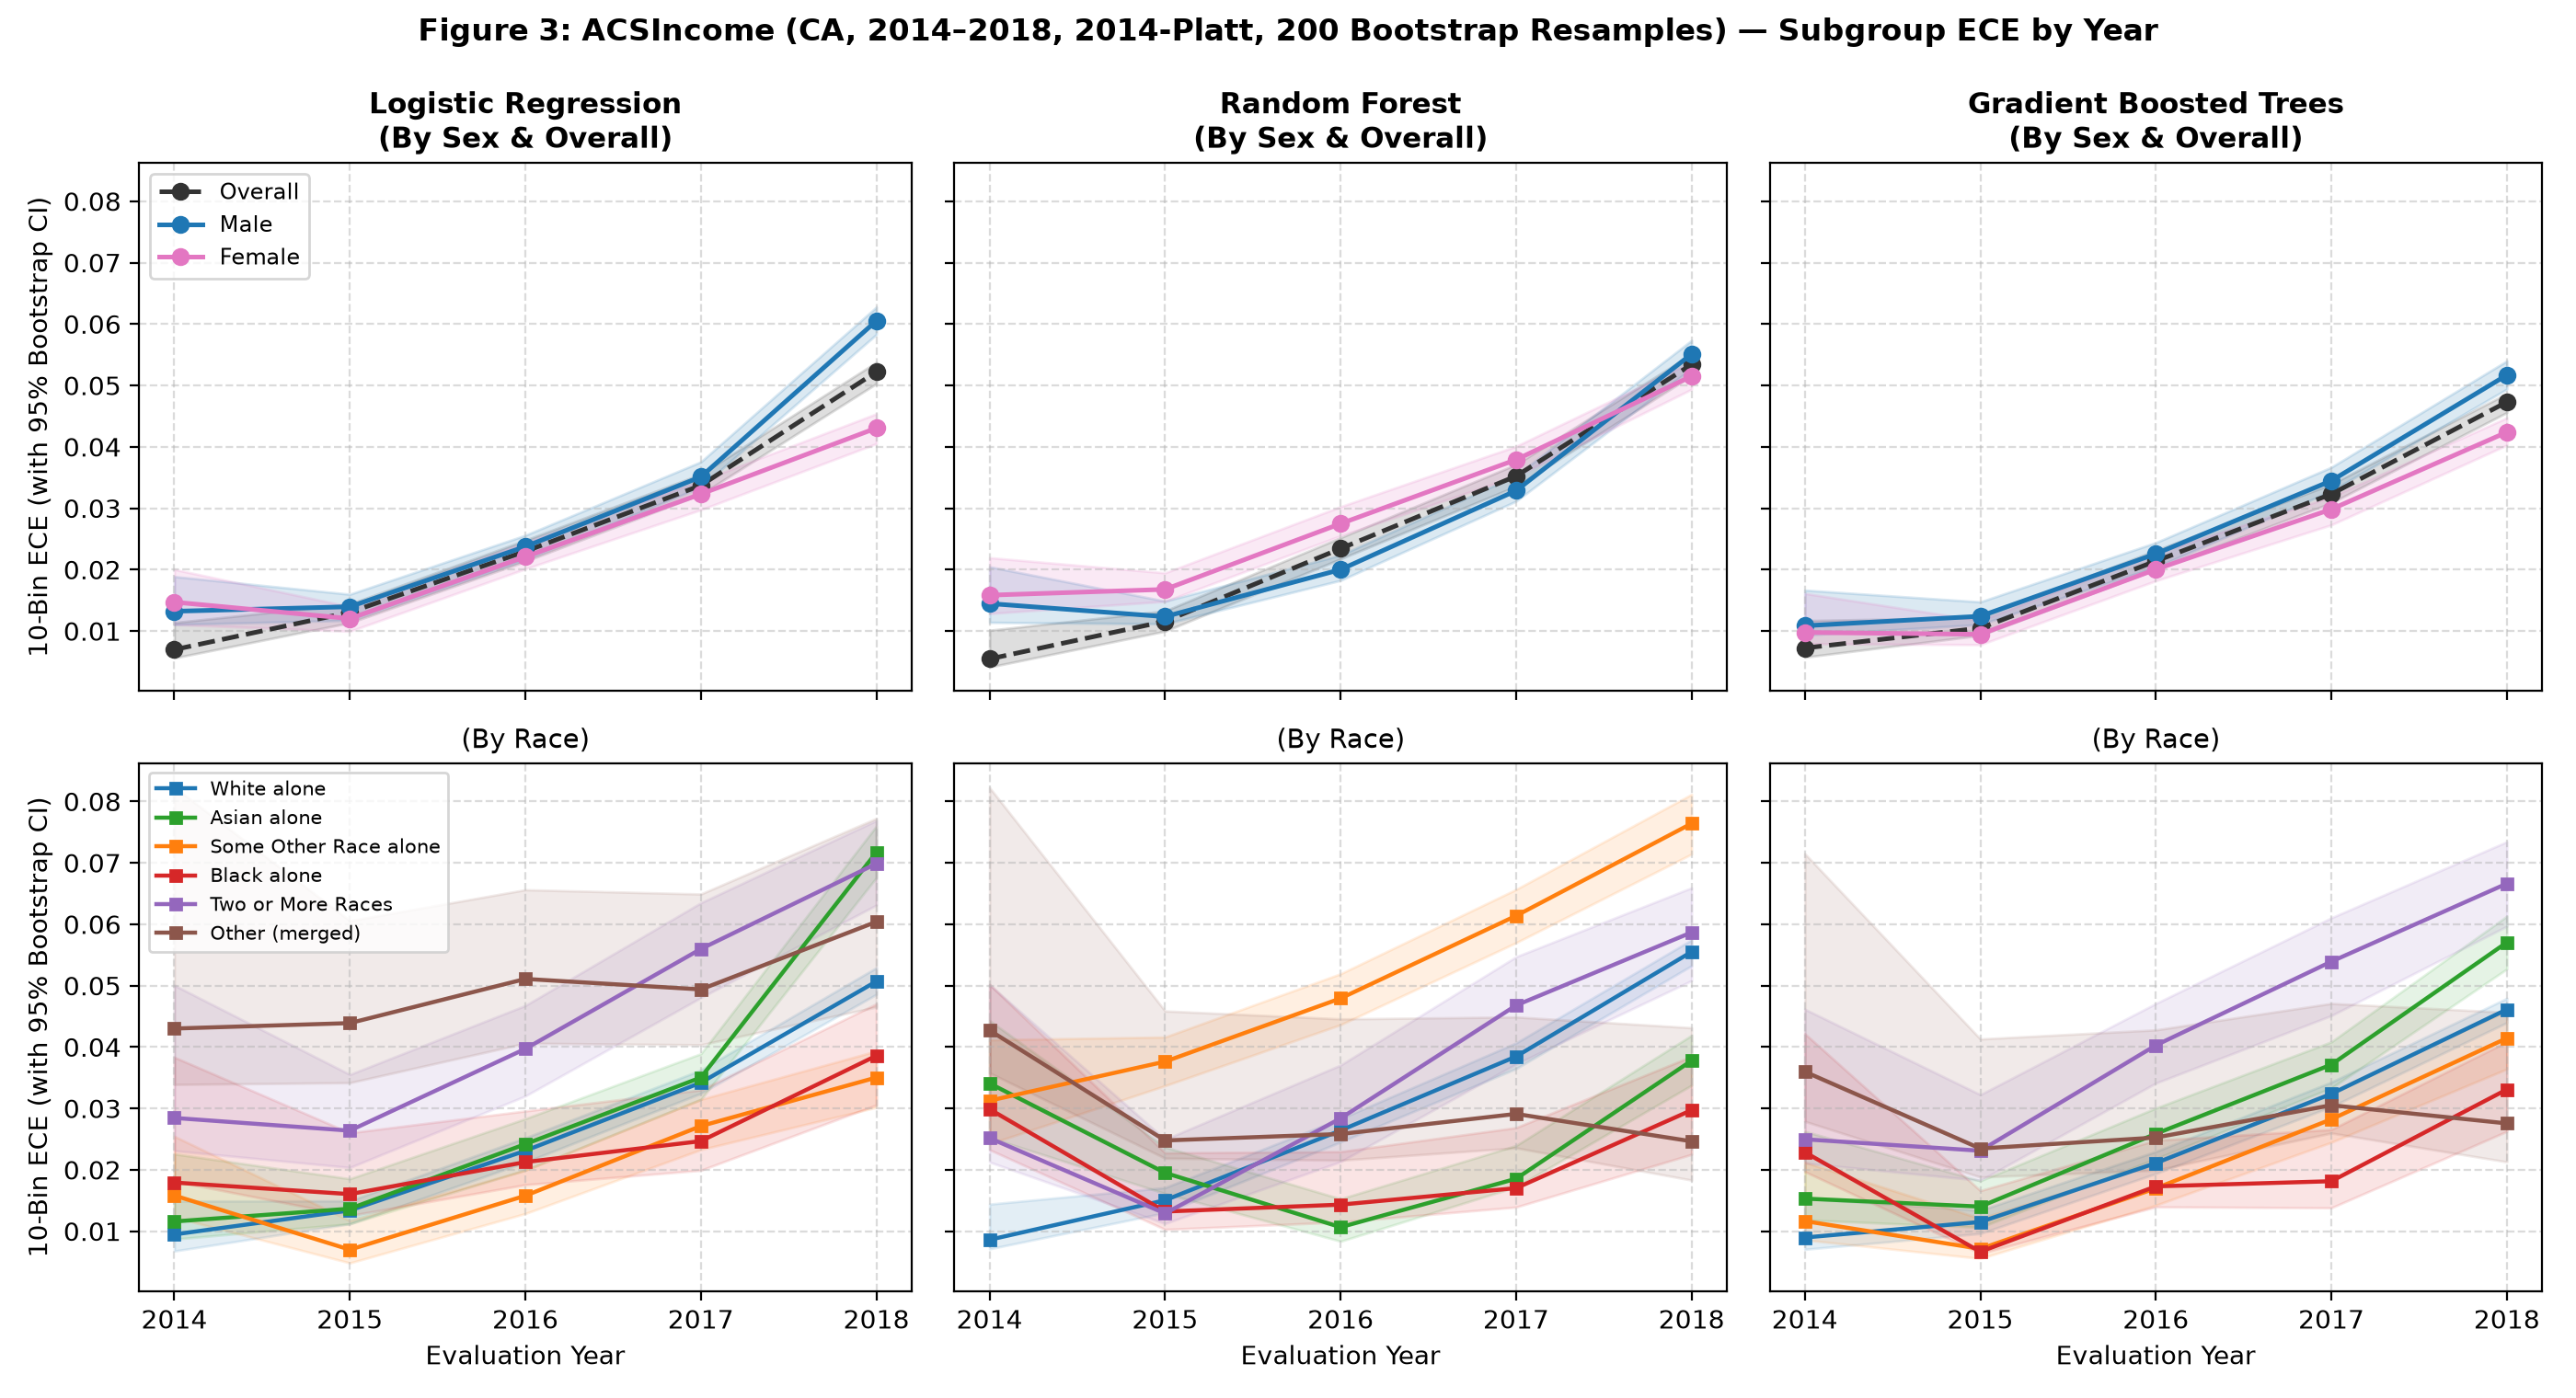 Figure 3: ACSIncome (CA, 2014–2018, 2014-Platt, 200 Bootstrap Resamples) — Subgroup ECE by Year
Logistic Regression
(By Sex & Overall)
Random Forest
(By Sex & Overall)
Gradient Boosted Trees
(By Sex & Overall)
10-Bin ECE (with 95% Bootstrap CI)
0.08
0.07
0.06
0.05
0.04
0.03
0.02
0.01
Overall
Male
Female
(By Race)
(By Race)
(By Race)
10-Bin ECE (with 95% Bootstrap CI)
0.08
0.07
0.06
0.05
0.04
0.03
0.02
0.01
White alone
Asian alone
Some Other Race alone
Black alone
Two or More Races
Other (merged)
2014 2015 2016 2017 2018
2014 2015 2016 2017 2018
2014 2015 2016 2017 2018
Evaluation Year
Evaluation Year
Evaluation Year